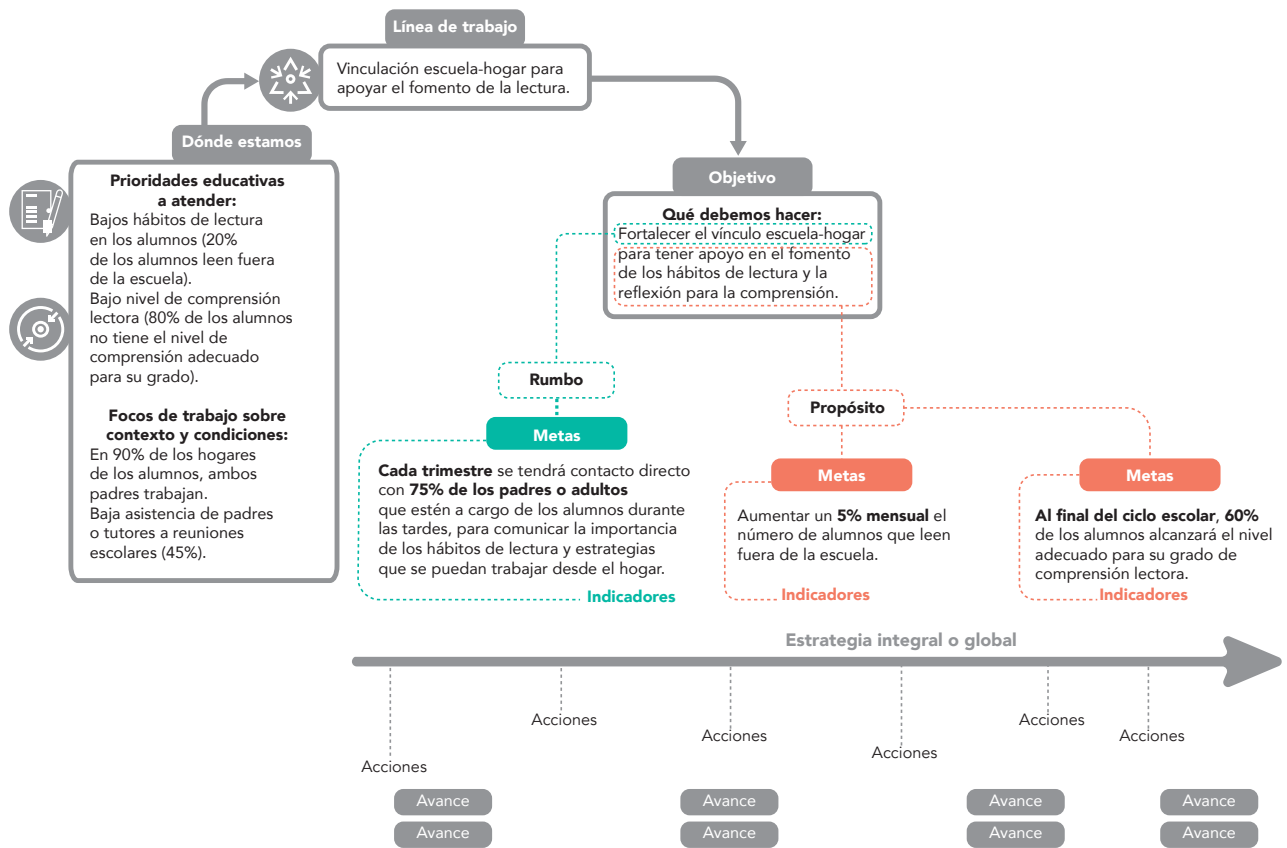 Línea de trabajo
Vinculación escuela-hogar para
apoyar el fomento de la lectura.
Dónde estamos
Prioridades educativas
a atender:
Bajos hábitos de lectura
en los alumnos (20%
de los alumnos leen fuera
de la escuela).
Bajo nivel de comprensión
lectora (80% de los alumnos
no tiene el nivel de
comprensión adecuado
para su grado).
Focos de trabajo sobre
contexto y condiciones:
En 90% de los hogares
de los alumnos, ambos
padres trabajan.
Baja asistencia de padres
o tutores a reuniones
escolares (45%).
Objetivo
Qué debemos hacer:
Fortalecer el vínculo escuela-hogar
para tener apoyo en el fomento
de los hábitos de lectura y la
reflexión para la comprensión.
Rumbo
Metas
Cada trimestre se tendrá contacto directo
con 75% de los padres o adultos
que estén a cargo de los alumnos durante
las tardes, para comunicar la importancia
de los hábitos de lectura y estrategias
que se puedan trabajar desde el hogar.
Indicadores
Propósito
Metas
Aumentar un 5% mensual el
número de alumnos que leen
fuera de la escuela.
Indicadores
Metas
Al final del ciclo escolar, 60%
de los alumnos alcanzará el nivel
adecuado para su grado de
comprensión lectora.
Indicadores
Estrategia integral o global
Acciones
Acciones
Acciones
Acciones
Acciones
Acciones
Avance
Avance
Avance
Avance
Avance
Avance
Avance
Avance